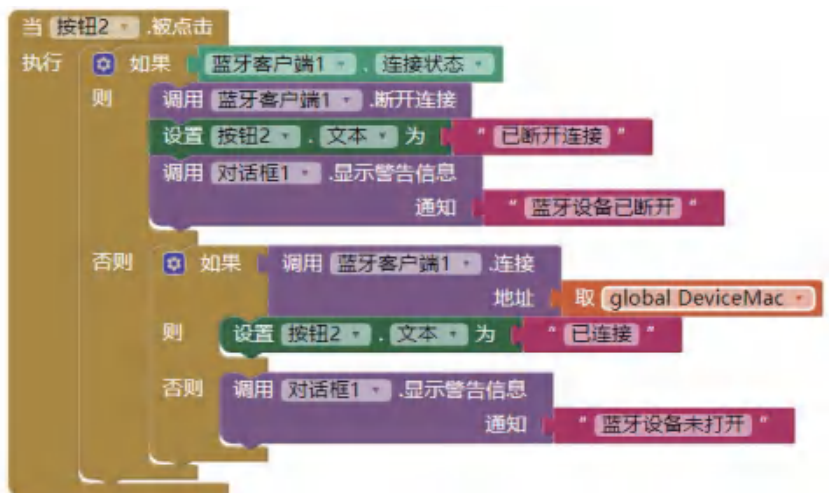 当 按钮2 .被点击
执行 如果 蓝牙客户端1 . 连接状态
则 调用 蓝牙客户端1 .断开连接
设置 按钮2 . 文本 为 " 已断开连接 "
调用 对话框1 .显示警告信息
通知 " 蓝牙设备已断开 "
否则 如果 调用 蓝牙客户端1 .连接
地址 取 global DeviceMac
则 设置 按钮2 . 文本 为 " 已连接 "
否则 调用 对话框1 .显示警告信息
通知 " 蓝牙设备未打开 "